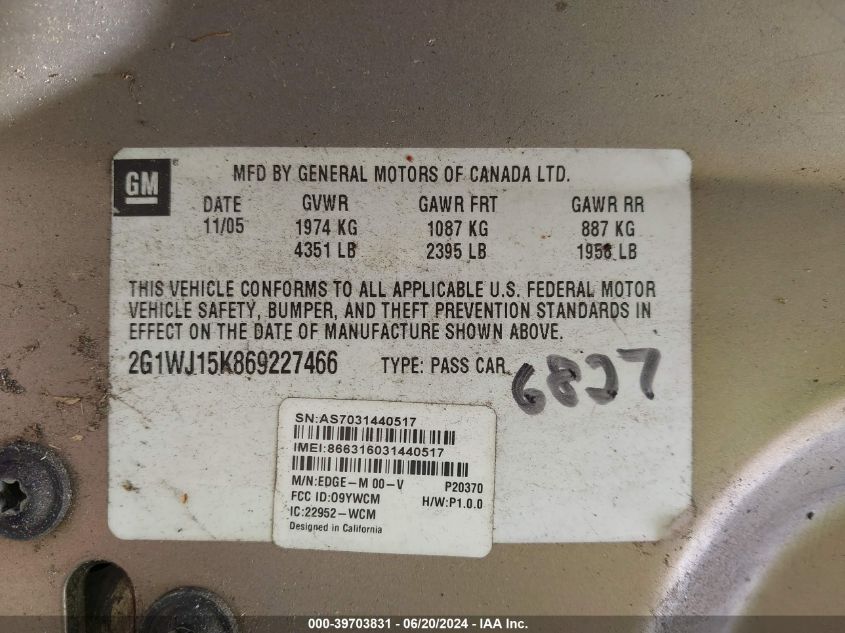 GM
MFD BY GENERAL MOTORS OF CANADA LTD.
DATE GVWR GAWR FRT GAWR RR
11/05 1974 KG 1087 KG 887 KG
4351 LB 2395 LB 1956 LB
THIS VEHICLE CONFORMS TO ALL APPLICABLE U.S. FEDERAL MOTOR
VEHICLE SAFETY, BUMPER, AND THEFT PREVENTION STANDARDS IN
EFFECT ON THE DATE OF MANUFACTURE SHOWN ABOVE.
2G1WJ15K869227466 TYPE: PASS CAR
6827
SN:AS7031440517
IMEI:866316031440517
M/N:EDGE-M 00-V P20370
FCC ID:O9YWCM H/W:P1.0.0
IC:22952-WCM
Designed in California
000-39703831 - 06/20/2024 - IAA Inc.